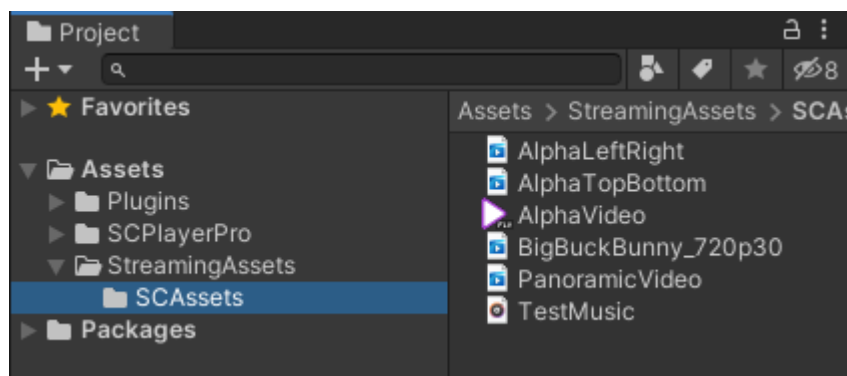 Project
8
Favorites
Assets
Plugins
SCPlayerPro
StreamingAssets
SCAssets
Packages
Assets > StreamingAssets > SCAs
AlphaLeftRight
AlphaTopBottom
AlphaVideo
BigBuckBunny_720p30
PanoramicVideo
TestMusic